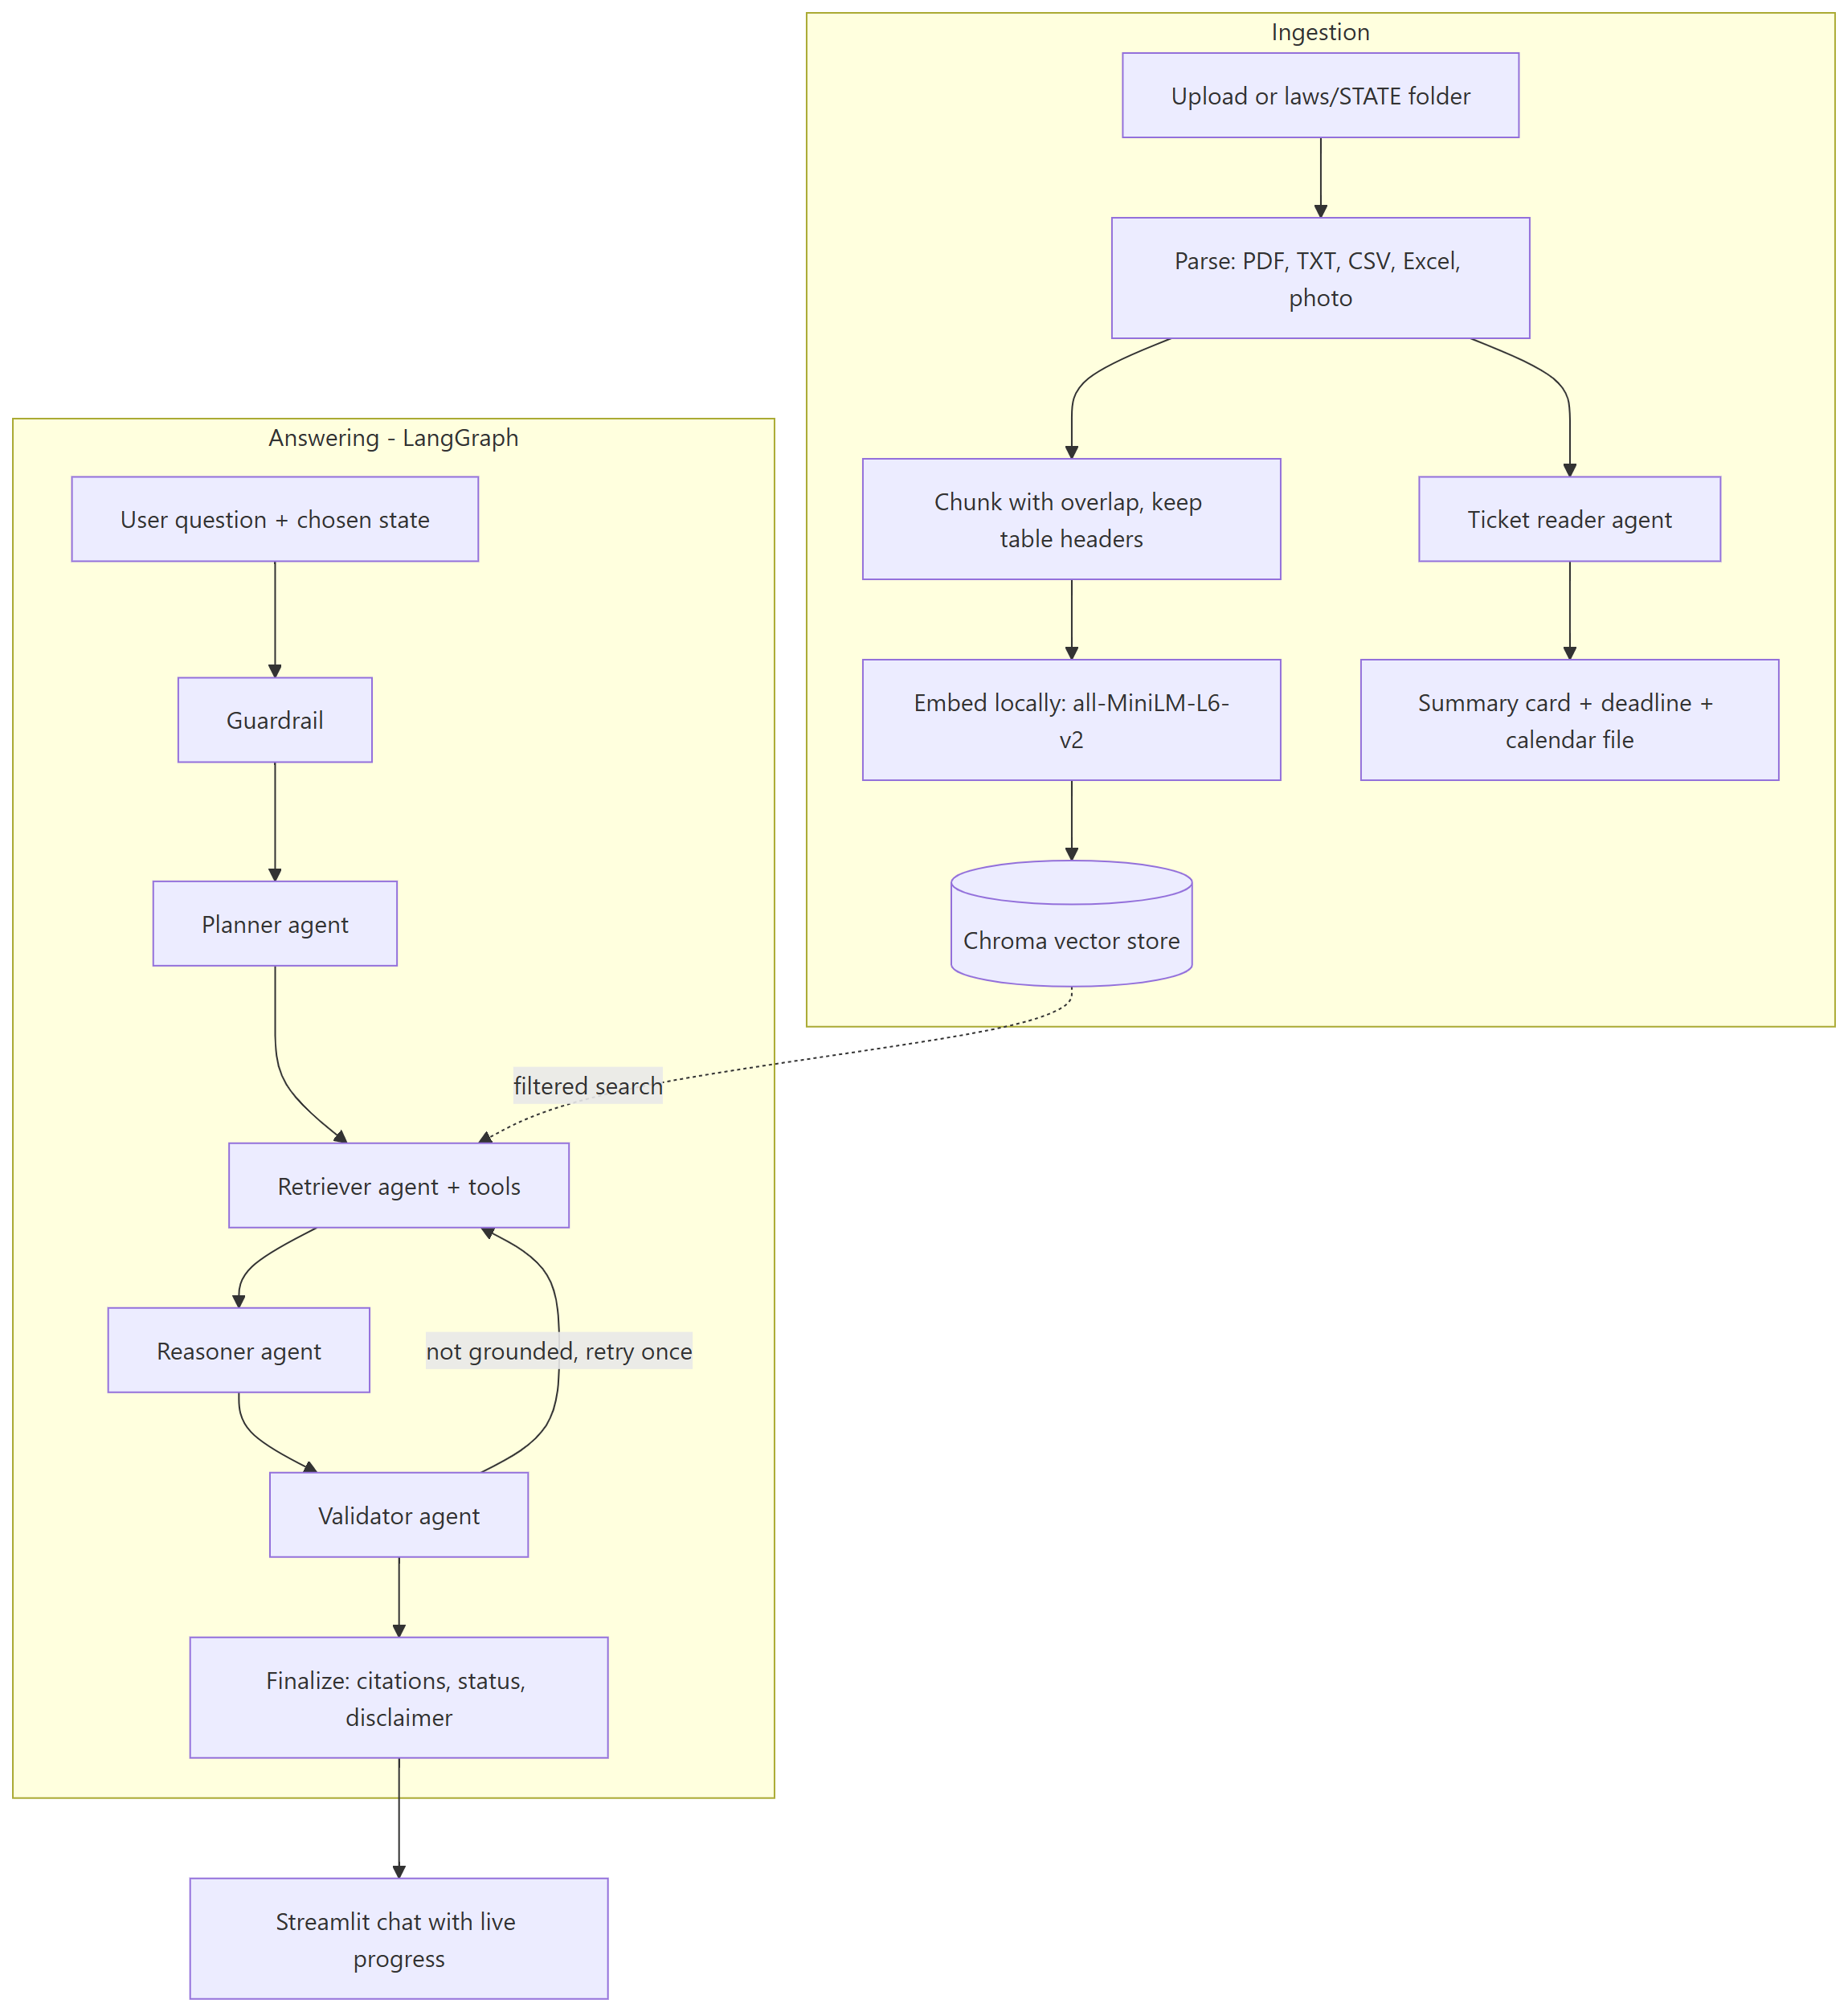 Ingestion
Upload or laws/STATE folder
Parse: PDF, TXT, CSV, Excel,
photo
Chunk with overlap, keep
table headers
Ticket reader agent
Embed locally: all-MiniLM-L6-
v2
Summary card + deadline +
calendar file
Chroma vector store
Answering - LangGraph
User question + chosen state
Guardrail
Planner agent
filtered search
Retriever agent + tools
Reasoner agent
not grounded, retry once
Validator agent
Finalize: citations, status,
disclaimer
Streamlit chat with live
progress